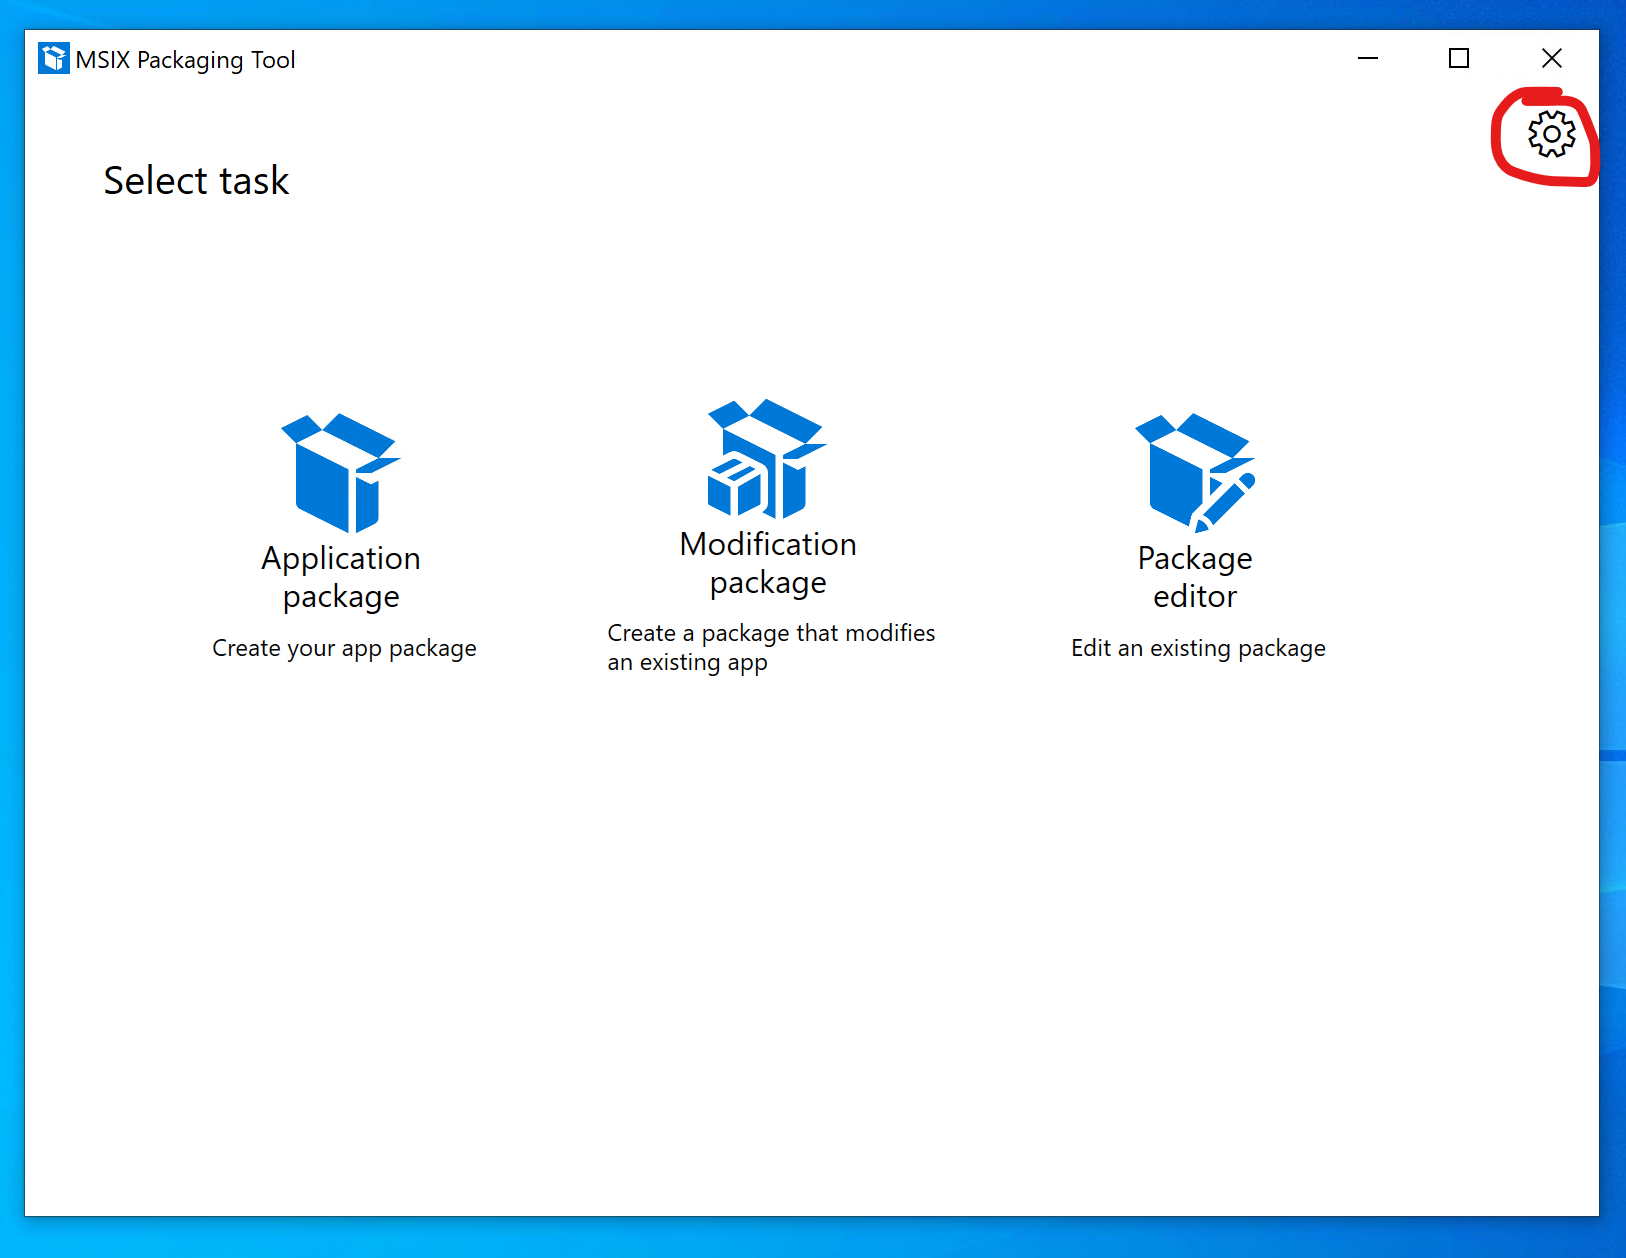 MSIX Packaging Tool
Select task
Application
package
Create your app package
Modification
package
Create a package that modifies
an existing app
Package
editor
Edit an existing package